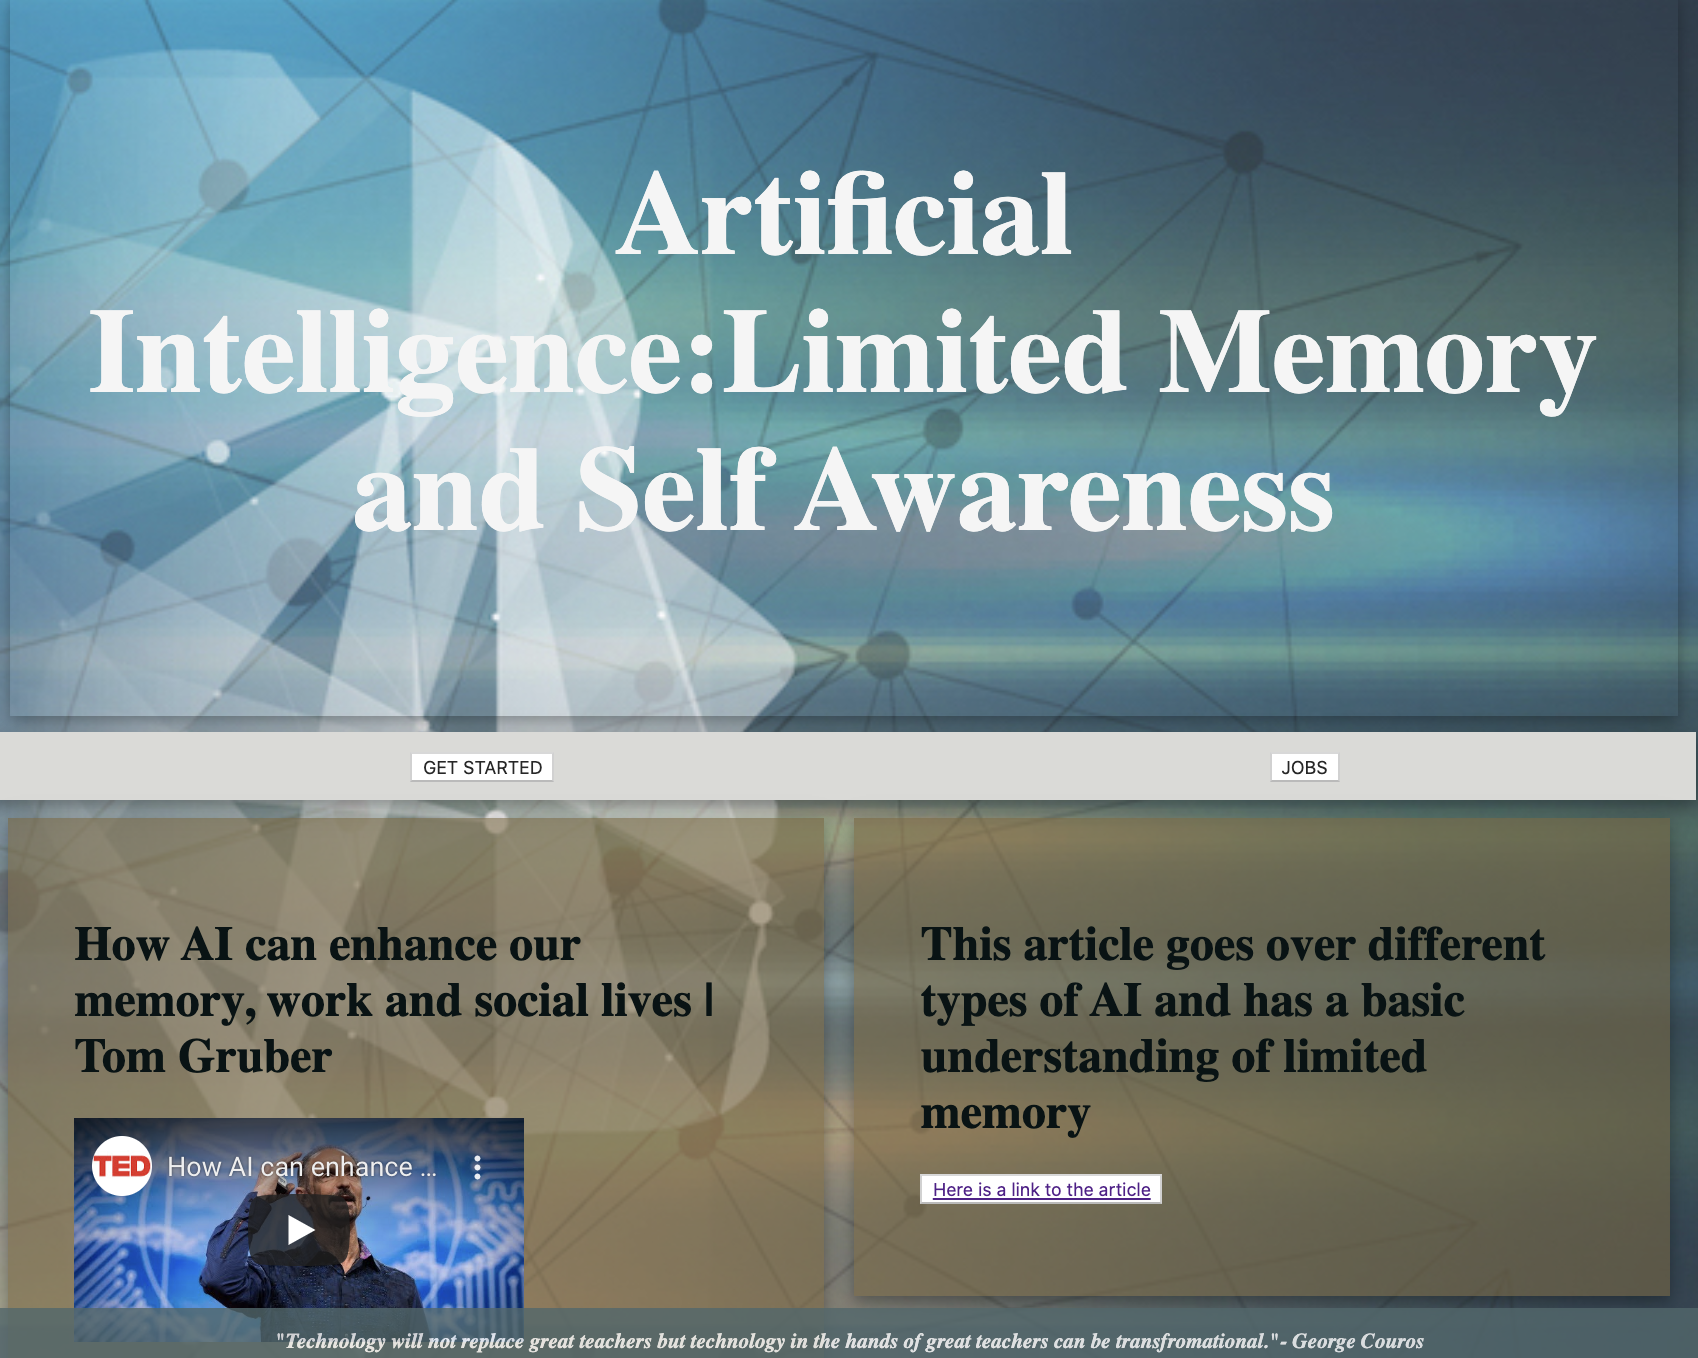 Artificial
Intelligence:Limited Memory
and Self Awareness
GET STARTED
JOBS
How AI can enhance our
memory, work and social lives |
Tom Gruber
TED
How AI can enhance ...
This article goes over different
types of AI and has a basic
understanding of limited
memory
Here is a link to the article
"Technology will not replace great teachers but technology in the hands of great teachers can be transfromational."- George Couros